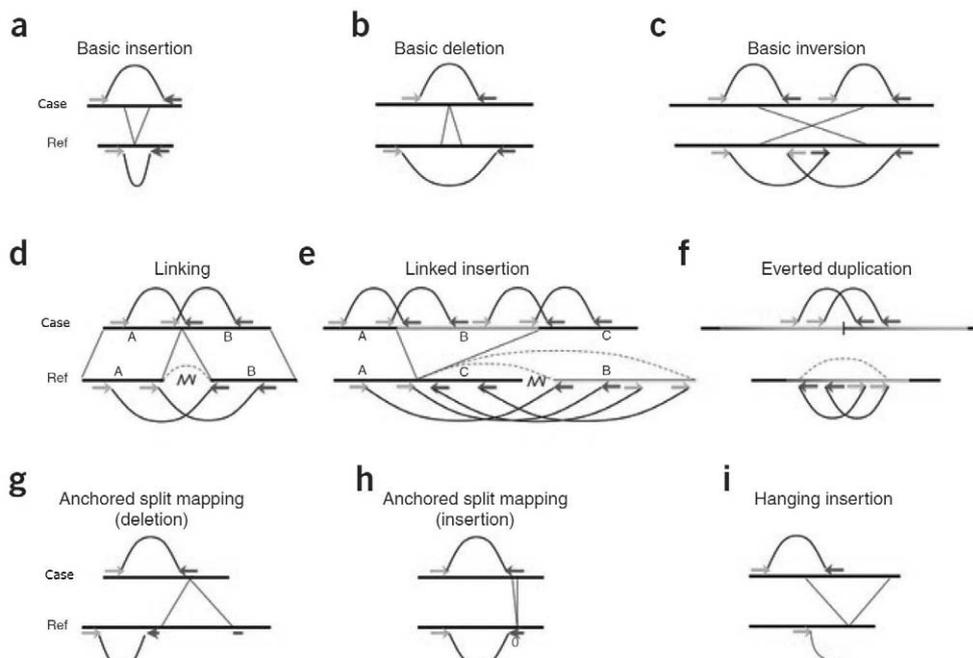 a
Basic insertion
b
Basic deletion
c
Basic inversion
Case
Ref
d
Linking
e
Linked insertion
f
Everted duplication
Case
A B
A B C
Ref
A B
A C B
g
Anchored split mapping
(deletion)
h
Anchored split mapping
(insertion)
i
Hanging insertion
Case
Ref
0